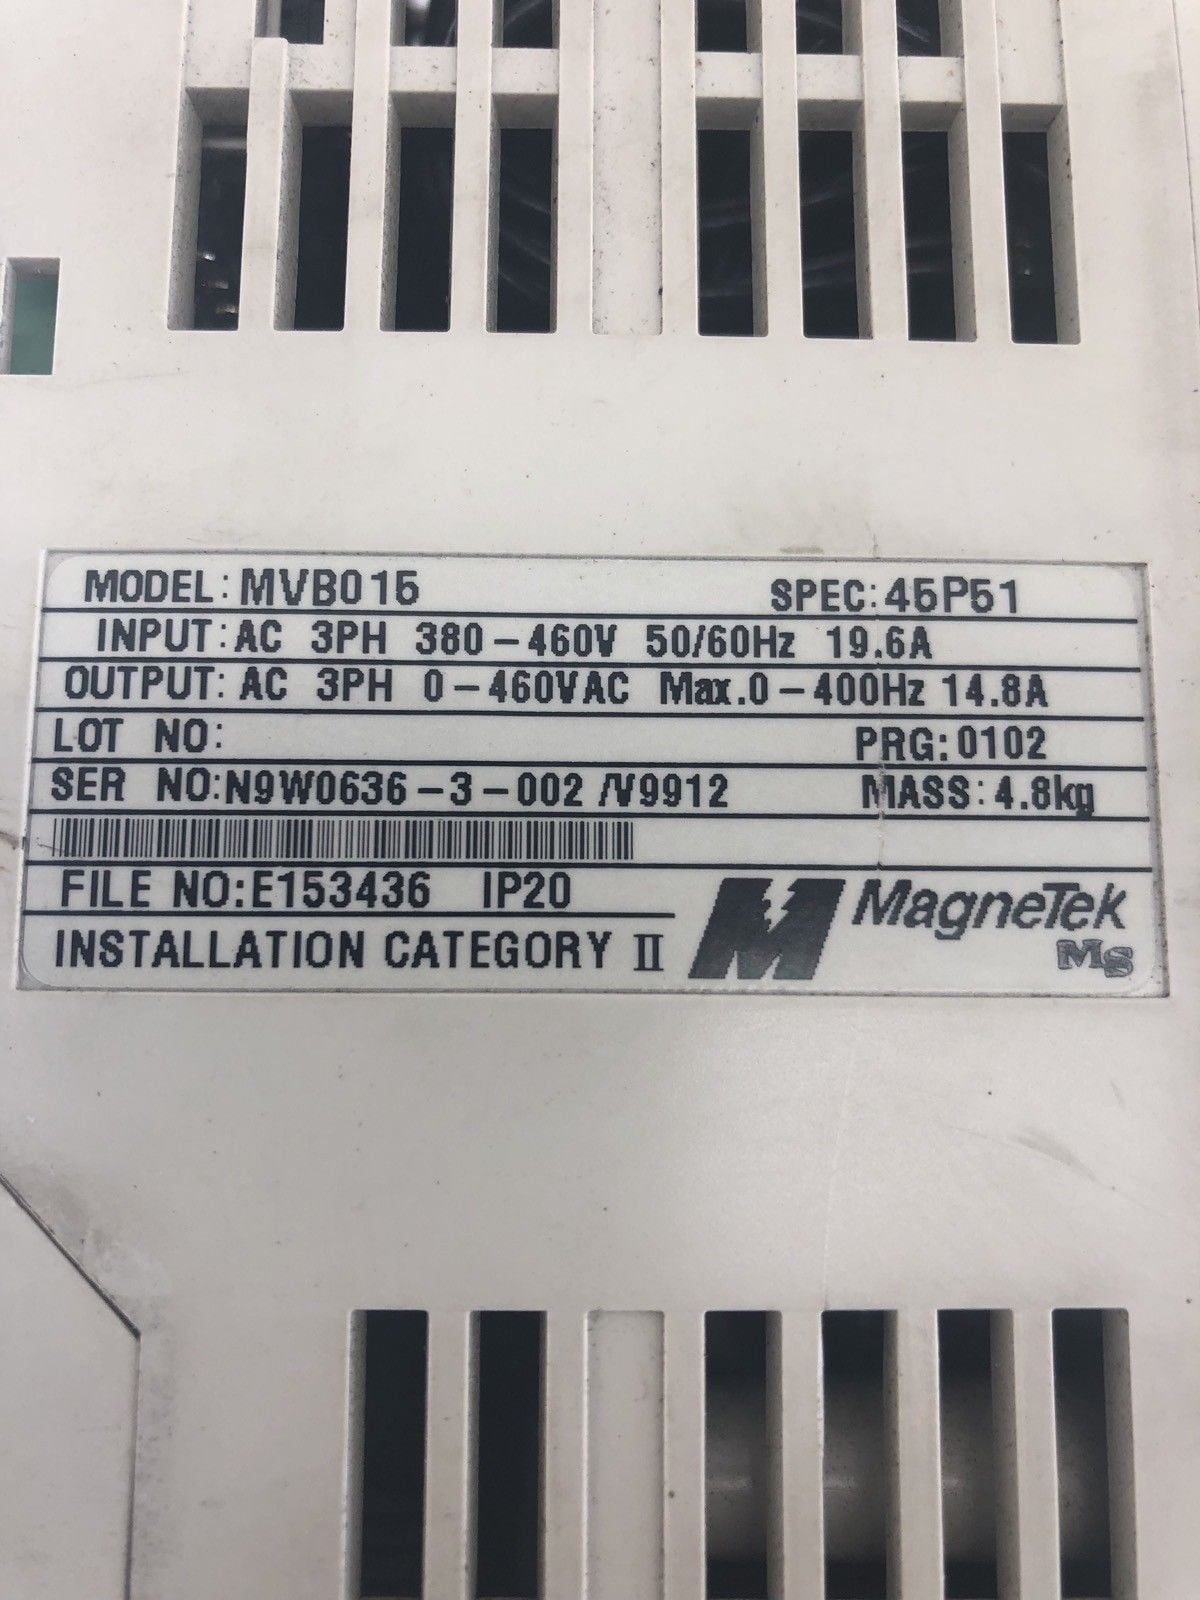 MODEL: MVB015 SPEC: 45P51
INPUT: AC 3PH 380-460V 50/60Hz 19.6A
OUTPUT: AC 3PH 0-460VAC Max.0-400Hz 14.8A
LOT NO: PRG: 0102
SER NO: N9W0636-3-002 /V9912 MASS: 4.8kg
FILE NO: E153436 IP20
INSTALLATION CATEGORY II
MagneTek
MS